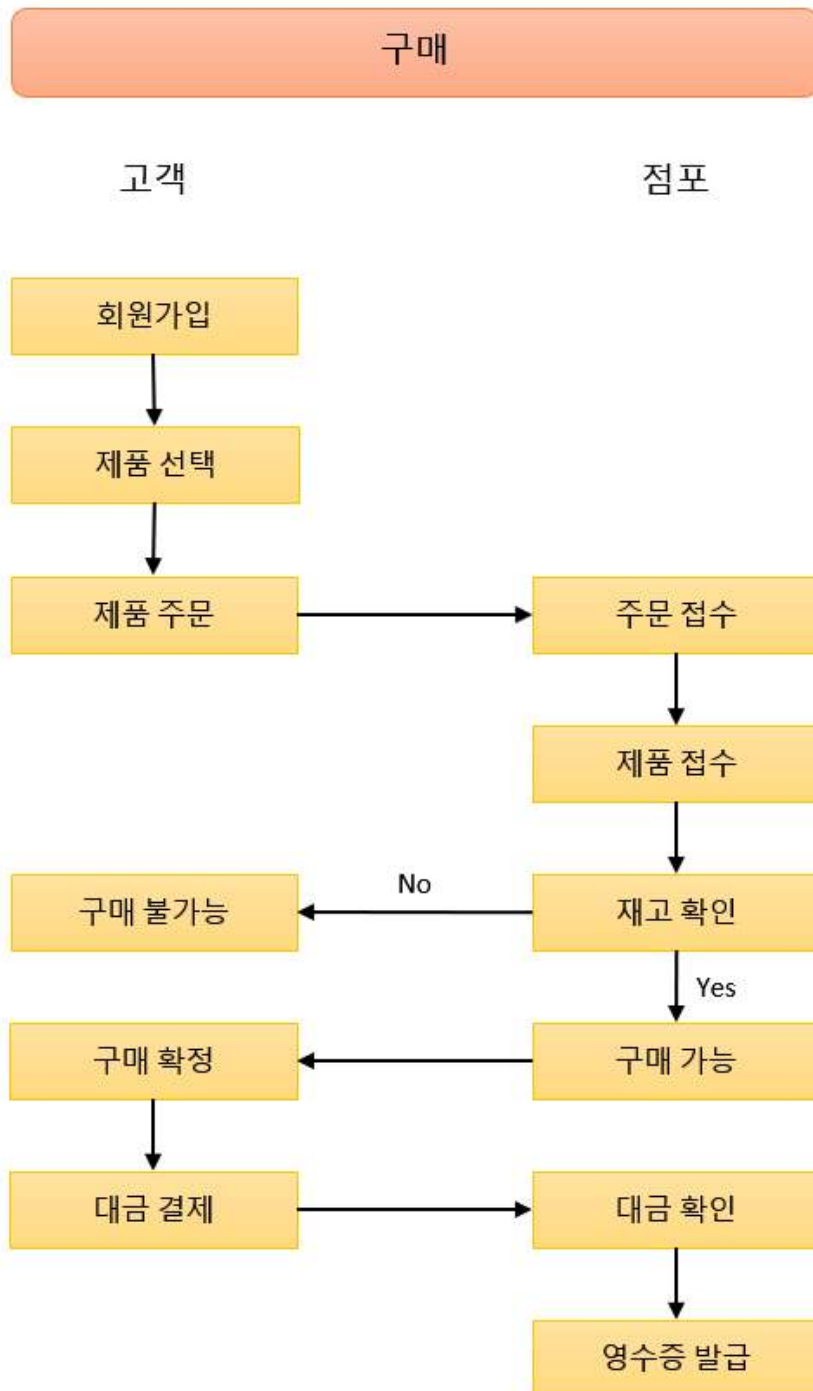 구매
고객 점포
회원가입
제품 선택
제품 주문 주문 접수
제품 접수
No
구매 불가능 재고 확인
Yes
구매 확정 구매 가능
대금 결제 대금 확인
영수증 발급